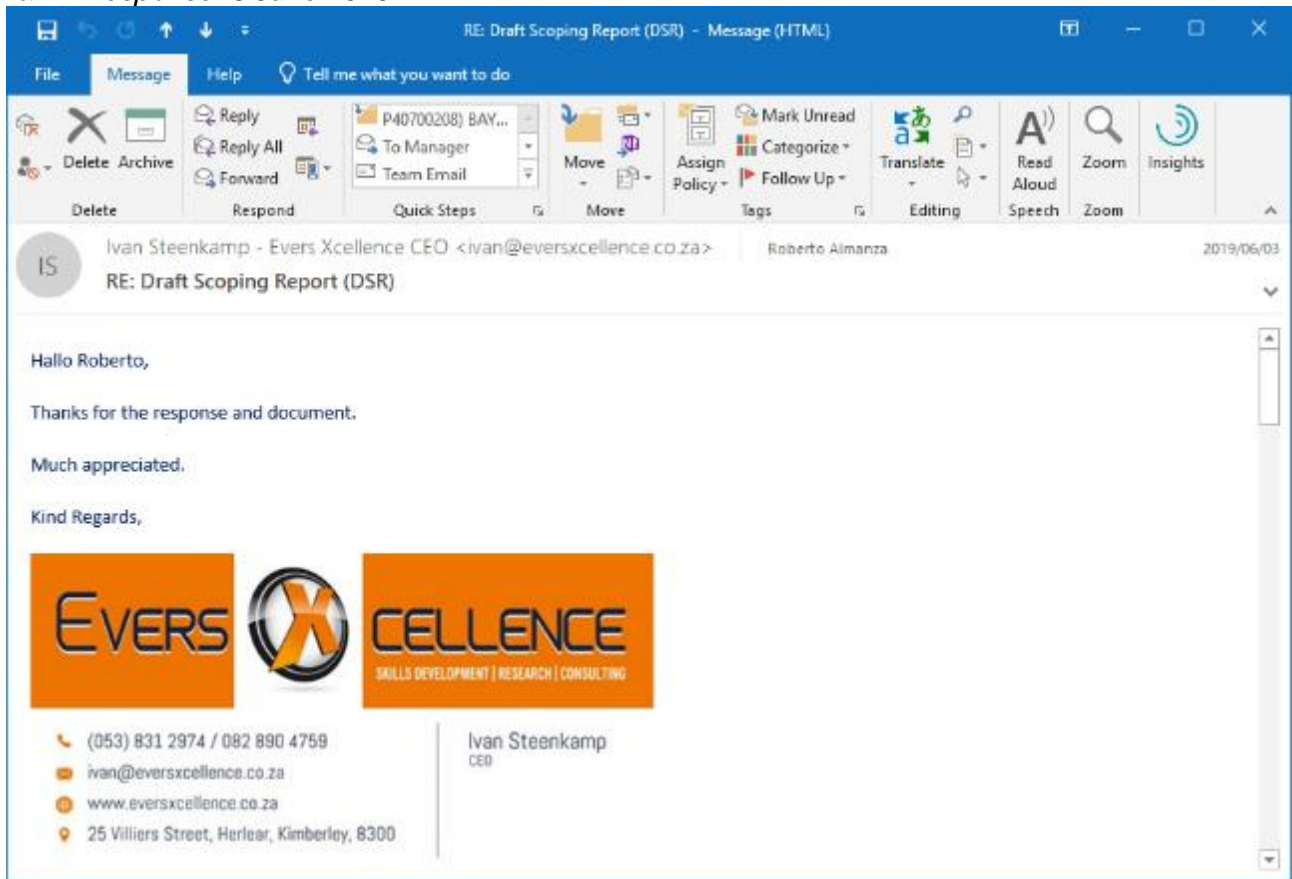 RE: Draft Scoping Report (DSR) - Message (HTML)
File Message Help Tell me what you want to do
Delete Archive
Reply
Reply All
Forward
P40700208) BAY...
To Manager
Team Email
Move
Assign Policy
Mark Unread
Categorize
Follow Up
Translate
Read Aloud
Zoom
Insights
Delete Respond Quick Steps Move Tags Editing Speech Zoom
IS
Ivan Steenkamp - Evers Xcellence CEO <ivan@eversxcellence.co.za> Roberto Almanza 2019/06/03
RE: Draft Scoping Report (DSR)
Hallo Roberto,
Thanks for the response and document.
Much appreciated.
Kind Regards,
EVERS X CELLENCE
SKILLS DEVELOPMENT | RESEARCH | CONSULTING
(053) 831 2974 / 082 890 4759
ivan@eversxcellence.co.za
www.eversxcellence.co.za
25 Villiers Street, Herlear, Kimberley, 8300
Ivan Steenkamp
CEO